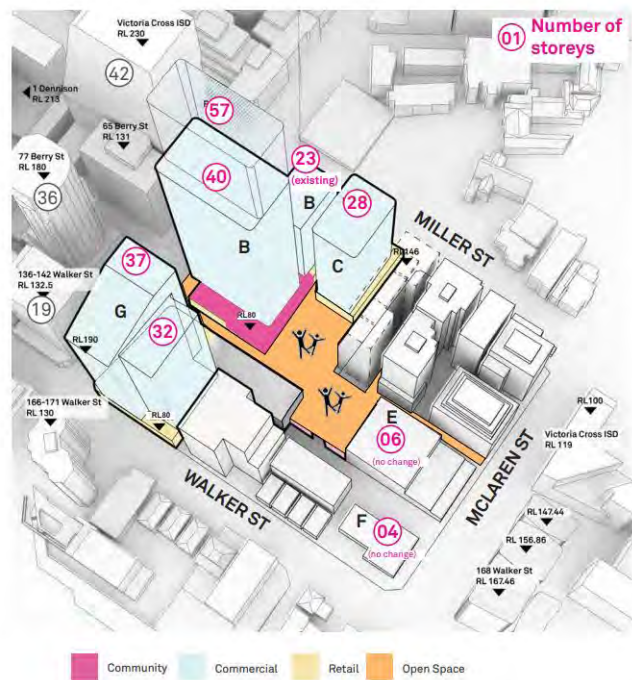 01 Number of
storeys
Victoria Cross ISD
RL 230
42
1 Dennison
RL 213
57
65 Berry St
RL 131
77 Berry St
RL 180
36
40
23
(existing)
28
B
B
C
MILLER ST
RL146
136-142 Walker St
RL 132.5
19
37
G
32
RL190
RL80
RL80
166-171 Walker St
RL 130
WALKER ST
E
06
(no change)
F
04
(no change)
MCLAREN ST
RL100
Victoria Cross ISD
RL 119
RL147.44
RL156.86
168 Walker St
RL 167.46
Community
Commercial
Retail
Open Space